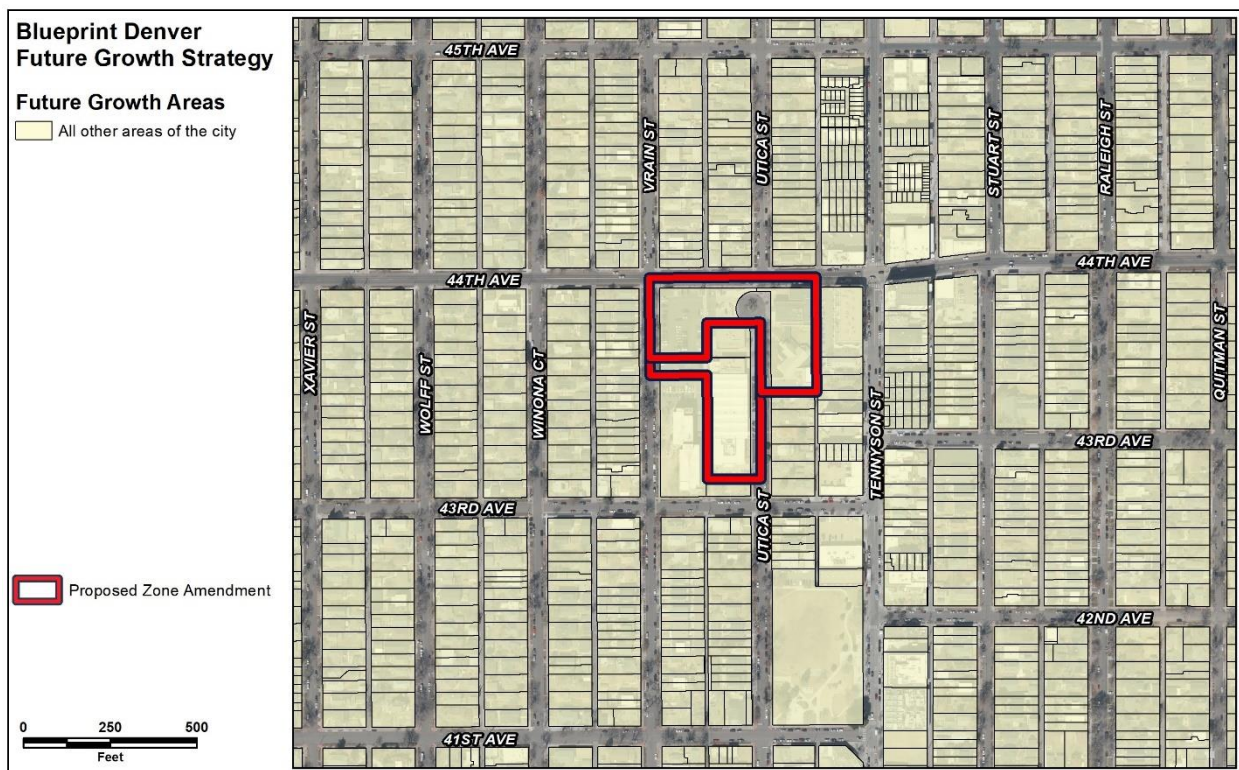 Blueprint Denver
Future Growth Strategy
Future Growth Areas
All other areas of the city
Proposed Zone Amendment
0 250 500
Feet
45TH AVE
VRAIN ST
UTICA ST
STUART ST
RALEIGH ST
44TH AVE
44TH AVE
XAVIER ST
WOLFF ST
WINONA CT
TENNYSON ST
QUITMAN ST
43RD AVE
43RD AVE
UTICA ST
42ND AVE
41ST AVE